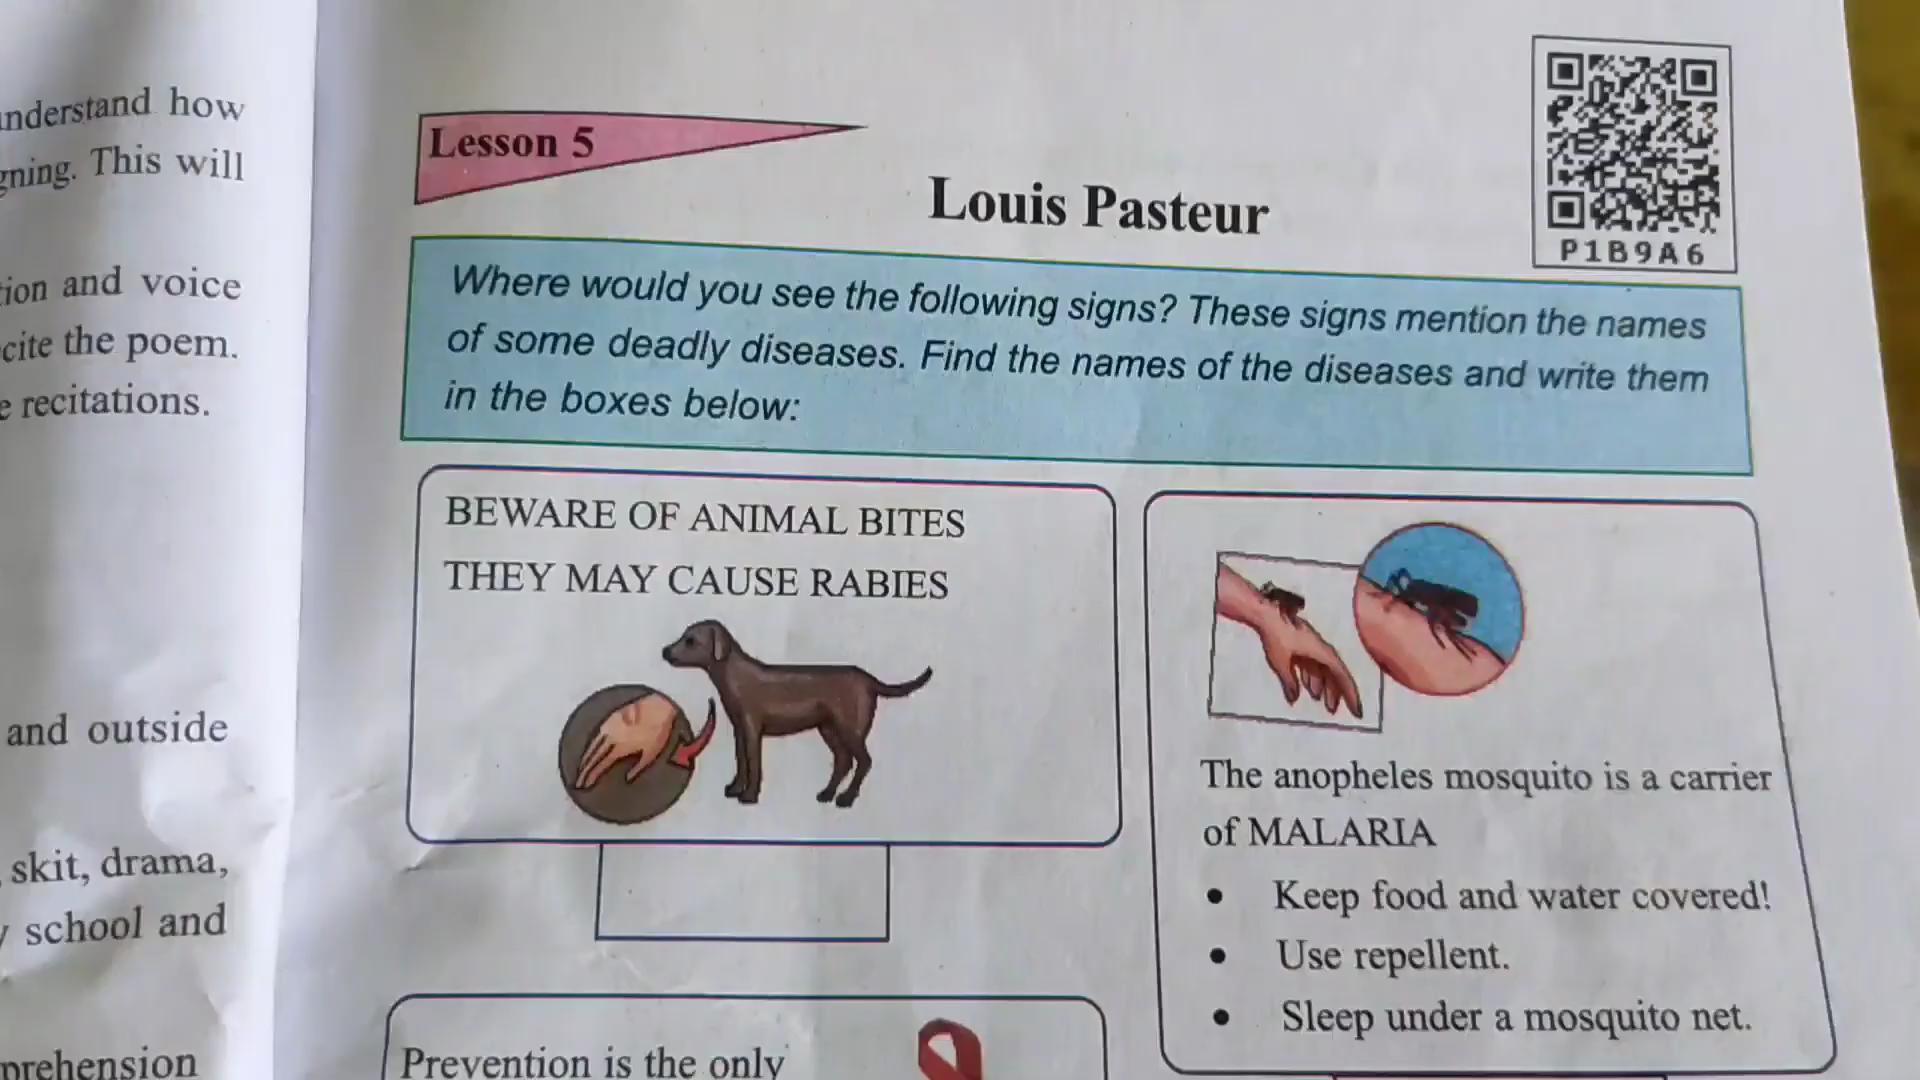 understand how
This will
and voice
cite the poem.
recitations.
and outside
skit, drama,
school and
Lesson 5
Louis Pasteur
P1B9A6
Where would you see the following signs? These signs mention the names
of some deadly diseases. Find the names of the diseases and write them
in the boxes below:
BEWARE OF ANIMAL BITES
THEY MAY CAUSE RABIES
The anopheles mosquito is a carrier
of MALARIA
• Keep food and water covered!
• Use repellent.
• Sleep under a mosquito net.
Prevention is the only